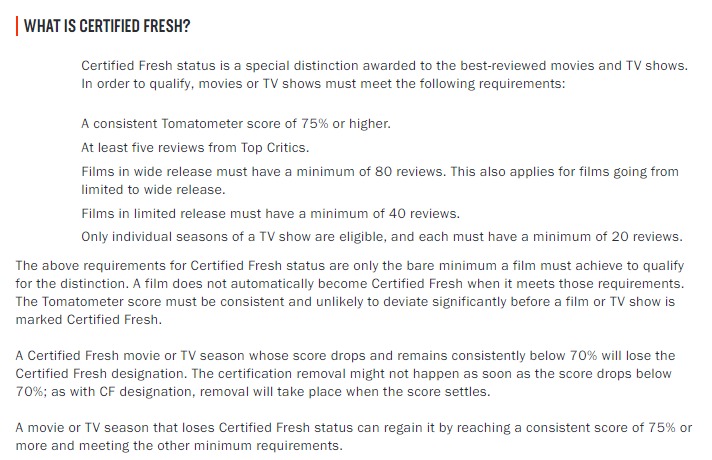 WHAT IS CERTIFIED FRESH?
Certified Fresh status is a special distinction awarded to the best-reviewed movies and TV shows.
In order to qualify, movies or TV shows must meet the following requirements:
A consistent Tomatometer score of 75% or higher.
At least five reviews from Top Critics.
Films in wide release must have a minimum of 80 reviews. This also applies for films going from
limited to wide release.
Films in limited release must have a minimum of 40 reviews.
Only individual seasons of a TV show are eligible, and each must have a minimum of 20 reviews.
The above requirements for Certified Fresh status are only the bare minimum a film must achieve to qualify
for the distinction. A film does not automatically become Certified Fresh when it meets those requirements.
The Tomatometer score must be consistent and unlikely to deviate significantly before a film or TV show is
marked Certified Fresh.
A Certified Fresh movie or TV season whose score drops and remains consistently below 70% will lose the
Certified Fresh designation. The certification removal might not happen as soon as the score drops below
70%; as with CF designation, removal will take place when the score settles.
A movie or TV season that loses Certified Fresh status can regain it by reaching a consistent score of 75% or
more and meeting the other minimum requirements.